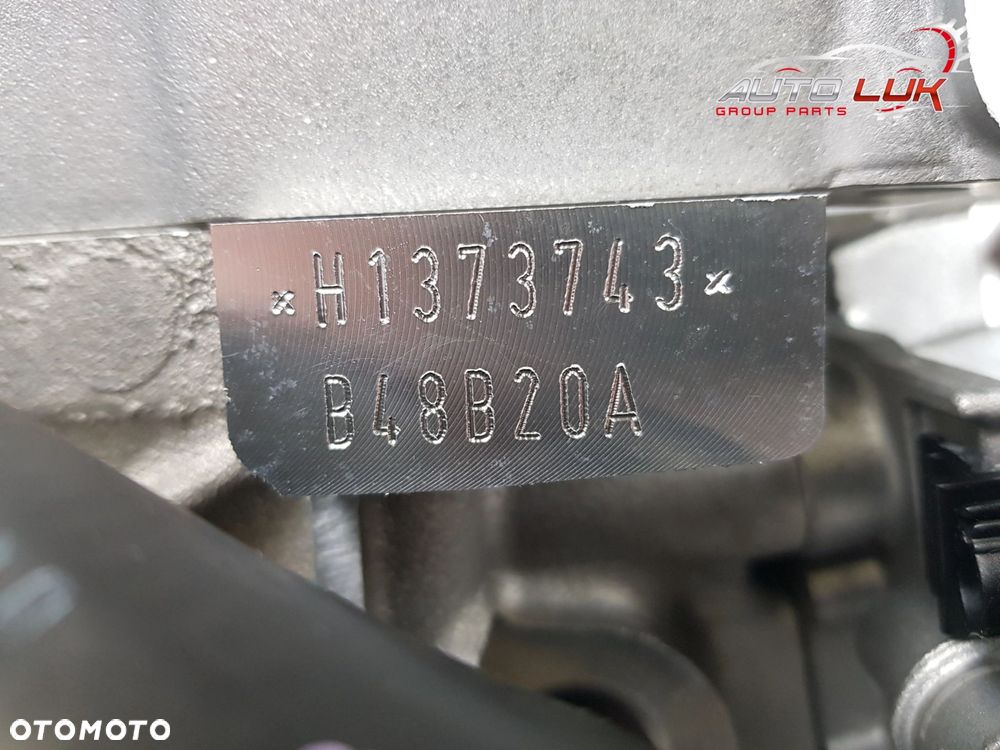 AUTO LUK
GROUP PARTS
*H1373743*
B48B20A
OTOMOTO